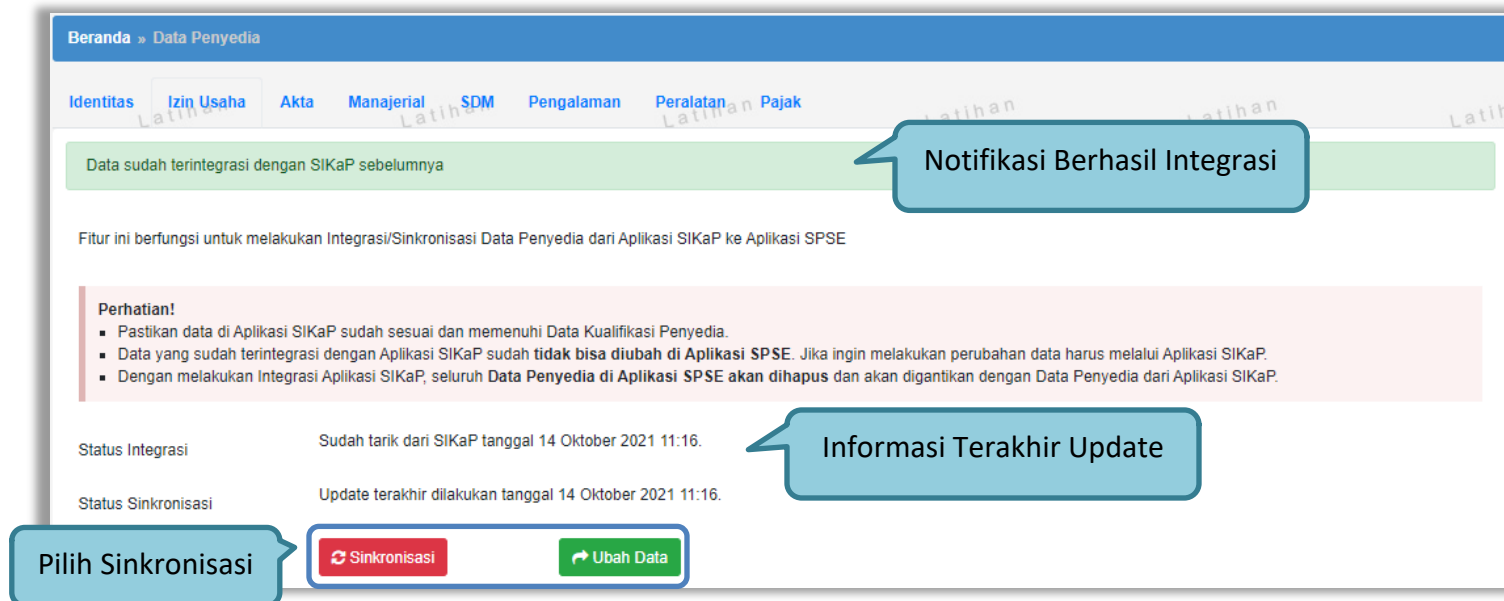 Beranda » Data Penyedia
Identitas Izin Usaha Akta Manajerial SDM Pengalaman Peralatan Pajak
Latihan Latihan Latihan Latihan Latihan Latih
Data sudah terintegrasi dengan SIKaP sebelumnya
Notifikasi Berhasil Integrasi
Fitur ini berfungsi untuk melakukan Integrasi/Sinkronisasi Data Penyedia dari Aplikasi SIKaP ke Aplikasi SPSE
Perhatian!
▪ Pastikan data di Aplikasi SIKaP sudah sesuai dan memenuhi Data Kualifikasi Penyedia.
▪ Data yang sudah terintegrasi dengan Aplikasi SIKaP sudah tidak bisa diubah di Aplikasi SPSE. Jika ingin melakukan perubahan data harus melalui Aplikasi SIKaP.
▪ Dengan melakukan Integrasi Aplikasi SIKaP, seluruh Data Penyedia di Aplikasi SPSE akan dihapus dan akan digantikan dengan Data Penyedia dari Aplikasi SIKaP.
Status Integrasi Sudah tarik dari SIKaP tanggal 14 Oktober 2021 11:16.
Informasi Terakhir Update
Status Sinkronisasi Update terakhir dilakukan tanggal 14 Oktober 2021 11:16.
Pilih Sinkronisasi
Sinkronisasi Ubah Data